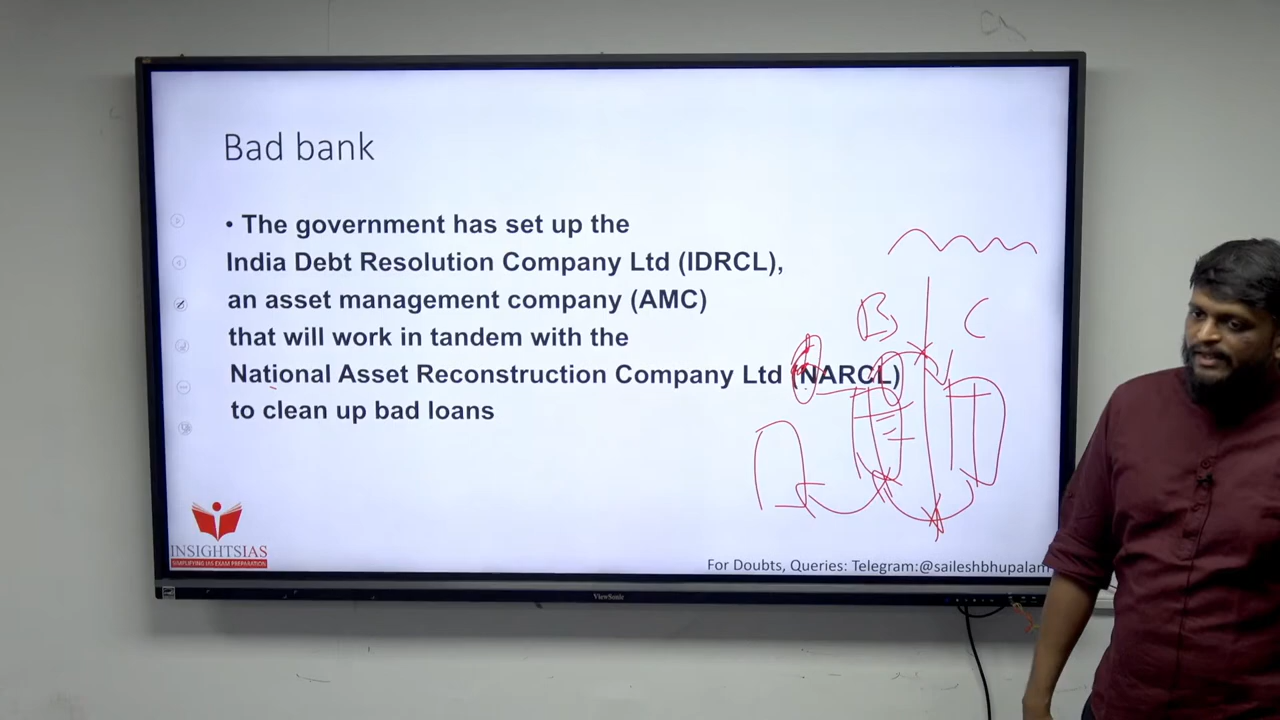 Bad bank
• The government has set up the
India Debt Resolution Company Ltd (IDRCL),
an asset management company (AMC)
that will work in tandem with the
National Asset Reconstruction Company Ltd (NARCL)
to clean up bad loans
B C
INSIGHTSIAS
SIMPLIFYING IAS EXAM PREPARATION
For Doubts, Queries: Telegram:@saileshbhupalam
ViewSonic